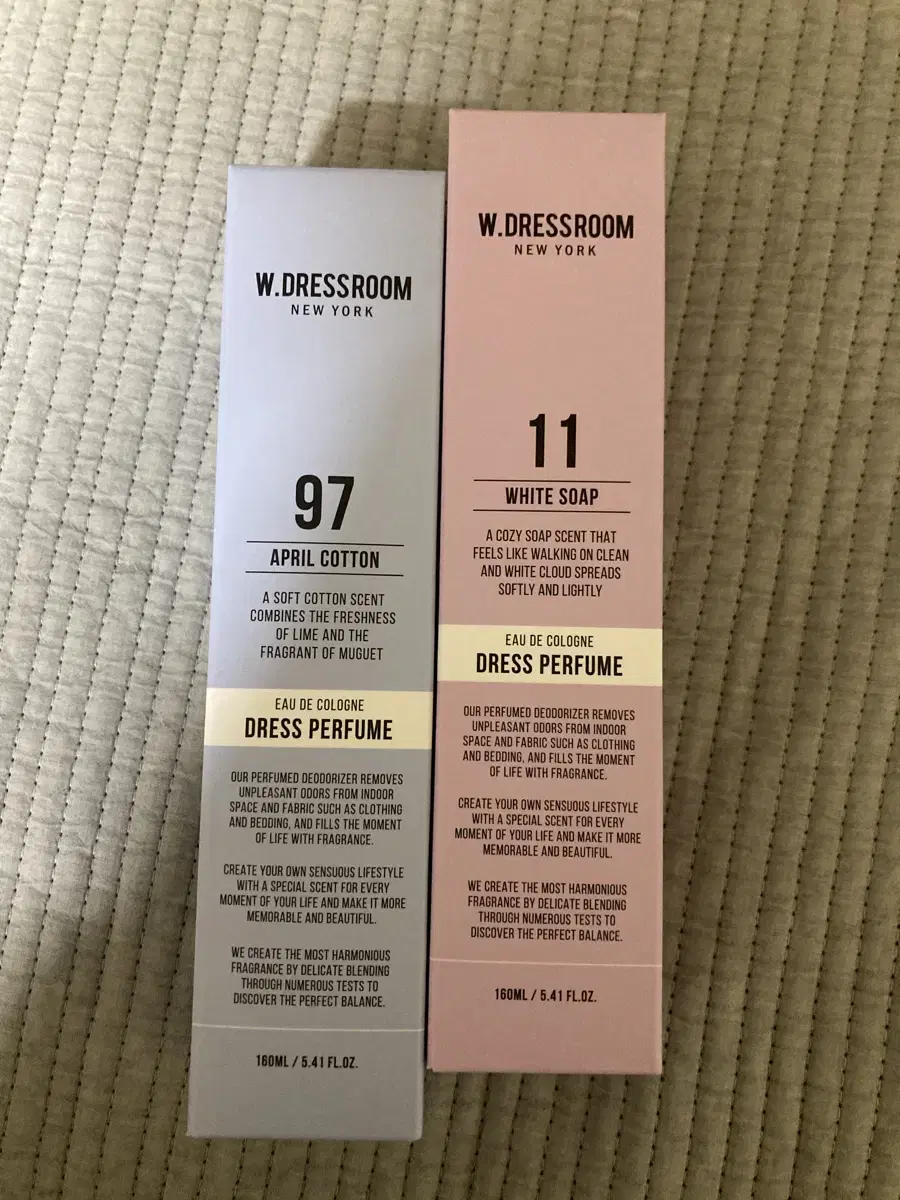 W.DRESSROOM
NEW YORK
97
APRIL COTTON
A SOFT COTTON SCENT
COMBINES THE FRESHNESS
OF LIME AND THE
FRAGRANT OF MUGUET
EAU DE COLOGNE
DRESS PERFUME
OUR PERFUMED DEODORIZER REMOVES
UNPLEASANT ODORS FROM INDOOR
SPACE AND FABRIC SUCH AS CLOTHING
AND BEDDING, AND FILLS THE MOMENT
OF LIFE WITH FRAGRANCE.
CREATE YOUR OWN SENSUOUS LIFESTYLE
WITH A SPECIAL SCENT FOR EVERY
MOMENT OF YOUR LIFE AND MAKE IT MORE
MEMORABLE AND BEAUTIFUL.
WE CREATE THE MOST HARMONIOUS
FRAGRANCE BY DELICATE BLENDING
THROUGH NUMEROUS TESTS TO
DISCOVER THE PERFECT BALANCE.
160ML / 5.41 FL.OZ.
W.DRESSROOM
NEW YORK
11
WHITE SOAP
A COZY SOAP SCENT THAT
FEELS LIKE WALKING ON CLEAN
AND WHITE CLOUD SPREADS
SOFTLY AND LIGHTLY
EAU DE COLOGNE
DRESS PERFUME
OUR PERFUMED DEODORIZER REMOVES
UNPLEASANT ODORS FROM INDOOR
SPACE AND FABRIC SUCH AS CLOTHING
AND BEDDING, AND FILLS THE MOMENT
OF LIFE WITH FRAGRANCE.
CREATE YOUR OWN SENSUOUS LIFESTYLE
WITH A SPECIAL SCENT FOR EVERY
MOMENT OF YOUR LIFE AND MAKE IT MORE
MEMORABLE AND BEAUTIFUL.
WE CREATE THE MOST HARMONIOUS
FRAGRANCE BY DELICATE BLENDING
THROUGH NUMEROUS TESTS TO
DISCOVER THE PERFECT BALANCE.
160ML / 5.41 FL.OZ.